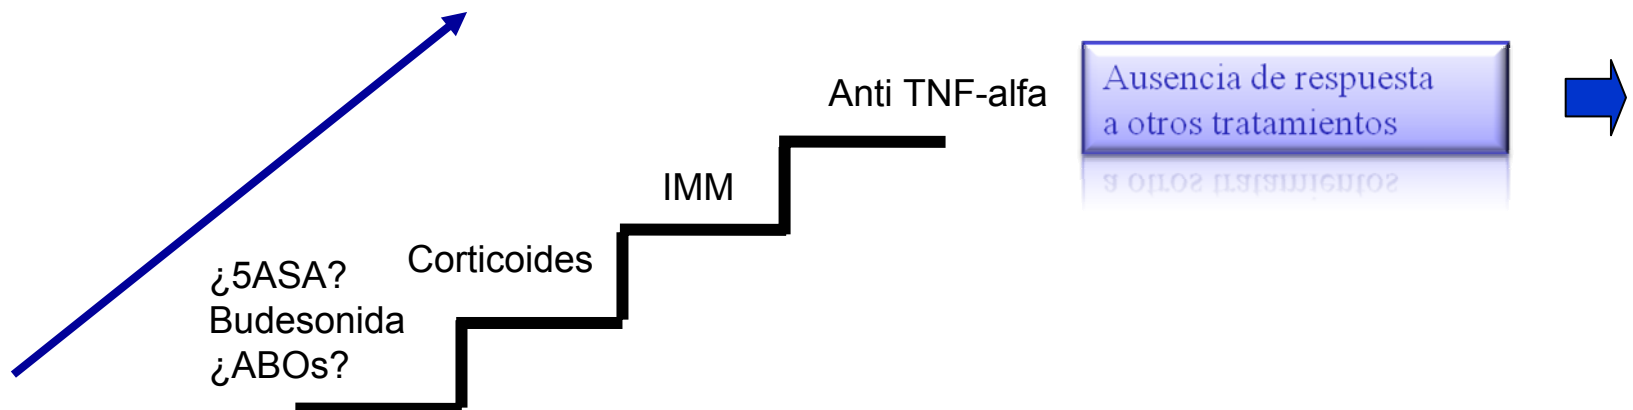 Anti TNF-alfa
Ausencia de respuesta
a otros tratamientos
IMM
Corticoides
¿5ASA?
Budesonida
¿ABOs?